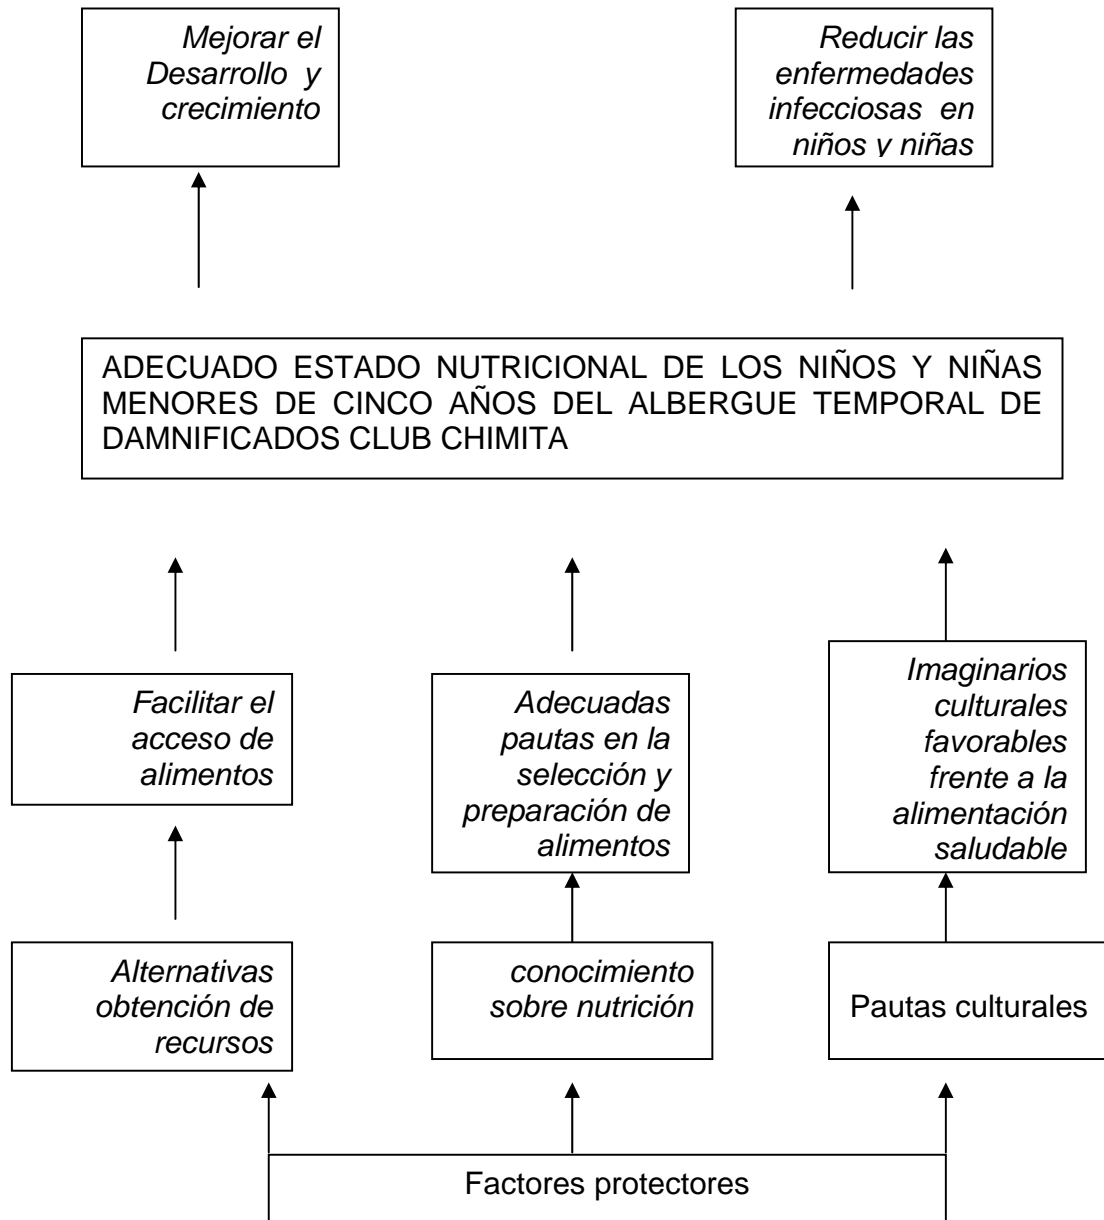 Mejorar el
Desarrollo y
crecimiento
Reducir las
enfermedades
infecciosas en
niños y niñas
ADECUADO ESTADO NUTRICIONAL DE LOS NIÑOS Y NIÑAS
MENORES DE CINCO AÑOS DEL ALBERGUE TEMPORAL DE
DAMNIFICADOS CLUB CHIMITA
Facilitar el
acceso de
alimentos
Adecuadas
pautas en la
selección y
preparación de
alimentos
Imaginarios
culturales
favorables
frente a la
alimentación
saludable
Alternativas
obtención de
recursos
conocimiento
sobre nutrición
Pautas culturales
Factores protectores